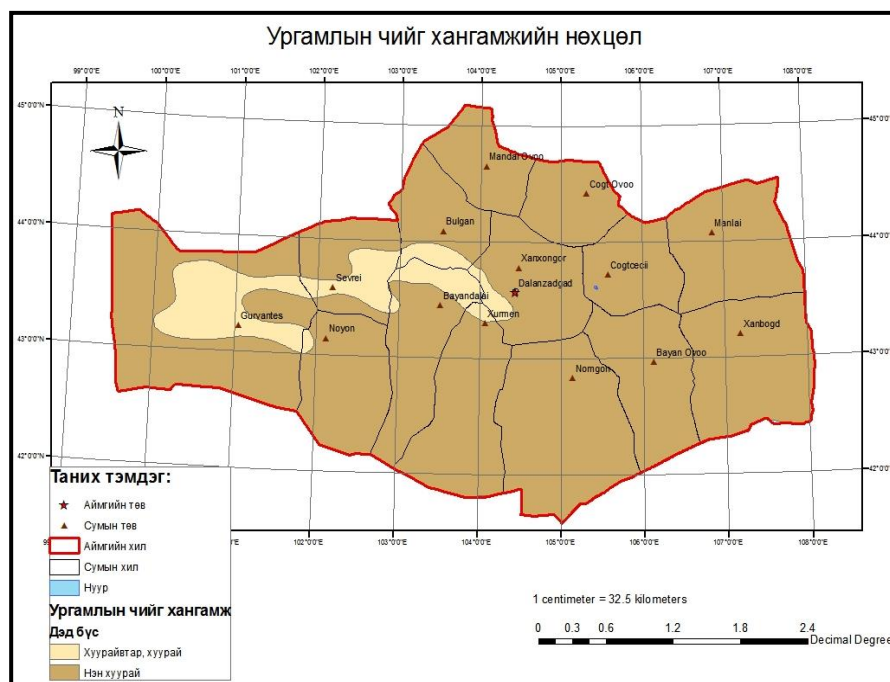 Ургамлын чийг хангамжийн нөхцөл
99°0'0"E 100°0'0"E 101°0'0"E 102°0'0"E 103°0'0"E 104°0'0"E 105°0'0"E 106°0'0"E 107°0'0"E 108°0'0"E
45°0'0"N
45°0'0"N
N
Mandal Ovoo
Cogt Ovoo
44°0'0"N
Bulgan
Manlai
44°0'0"N
Xanxongor
Cogtcecii
Sevrei
Dalanzadgad
Bayandalai
Gurvantes
Xurmen
43°0'0"N
Noyon
Xanbogd
43°0'0"N
Bayan Ovoo
Nomgon
42°0'0"N
42°0'0"N
Таних тэмдэг:
Аймгийн төв
Сумын төв
Аймгийн хил
Сумын хил
Нуур
Ургамлын чийг хангамж
Дэд бүс
Хуурайвтар, хуурай
Нэн хуурай
101°0'0"E 102°0'0"E 103°0'0"E 104°0'0"E 105°0'0"E 106°0'0"E 107°0'0"E 108°0'0"E
1 centimeter = 32.5 kilometers
0 0.3 0.6 1.2 1.8 2.4
Decimal Degree